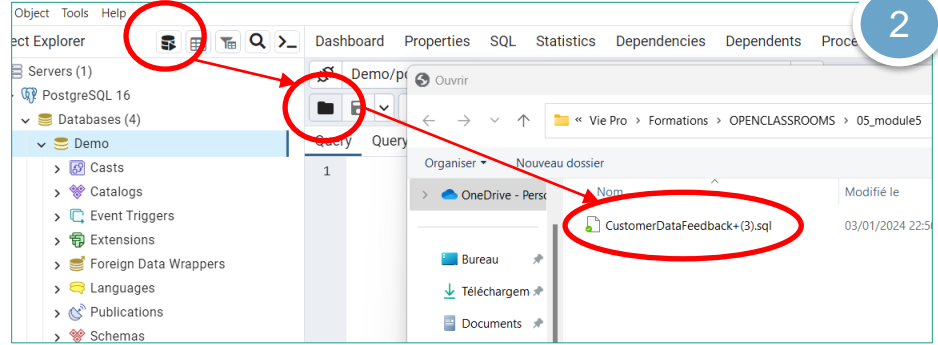 Object Tools Help
2
ect Explorer
Dashboard Properties SQL Statistics Dependencies Dependents Proce
Servers (1)
Demo/po
Ouvrir
PostgreSQL 16
Databases (4)
« Vie Pro > Formations > OPENCLASSROOMS > 05_module5
Demo
Query Query
Organiser Nouveau dossier
1
Casts
OneDrive - Perso
Nom
Modifié le
Catalogs
CustomerDataFeedback+(3).sql
03/01/2024 22:50
Event Triggers
Extensions
Bureau
Foreign Data Wrappers
Téléchargem
Languages
Publications
Documents
Schemas